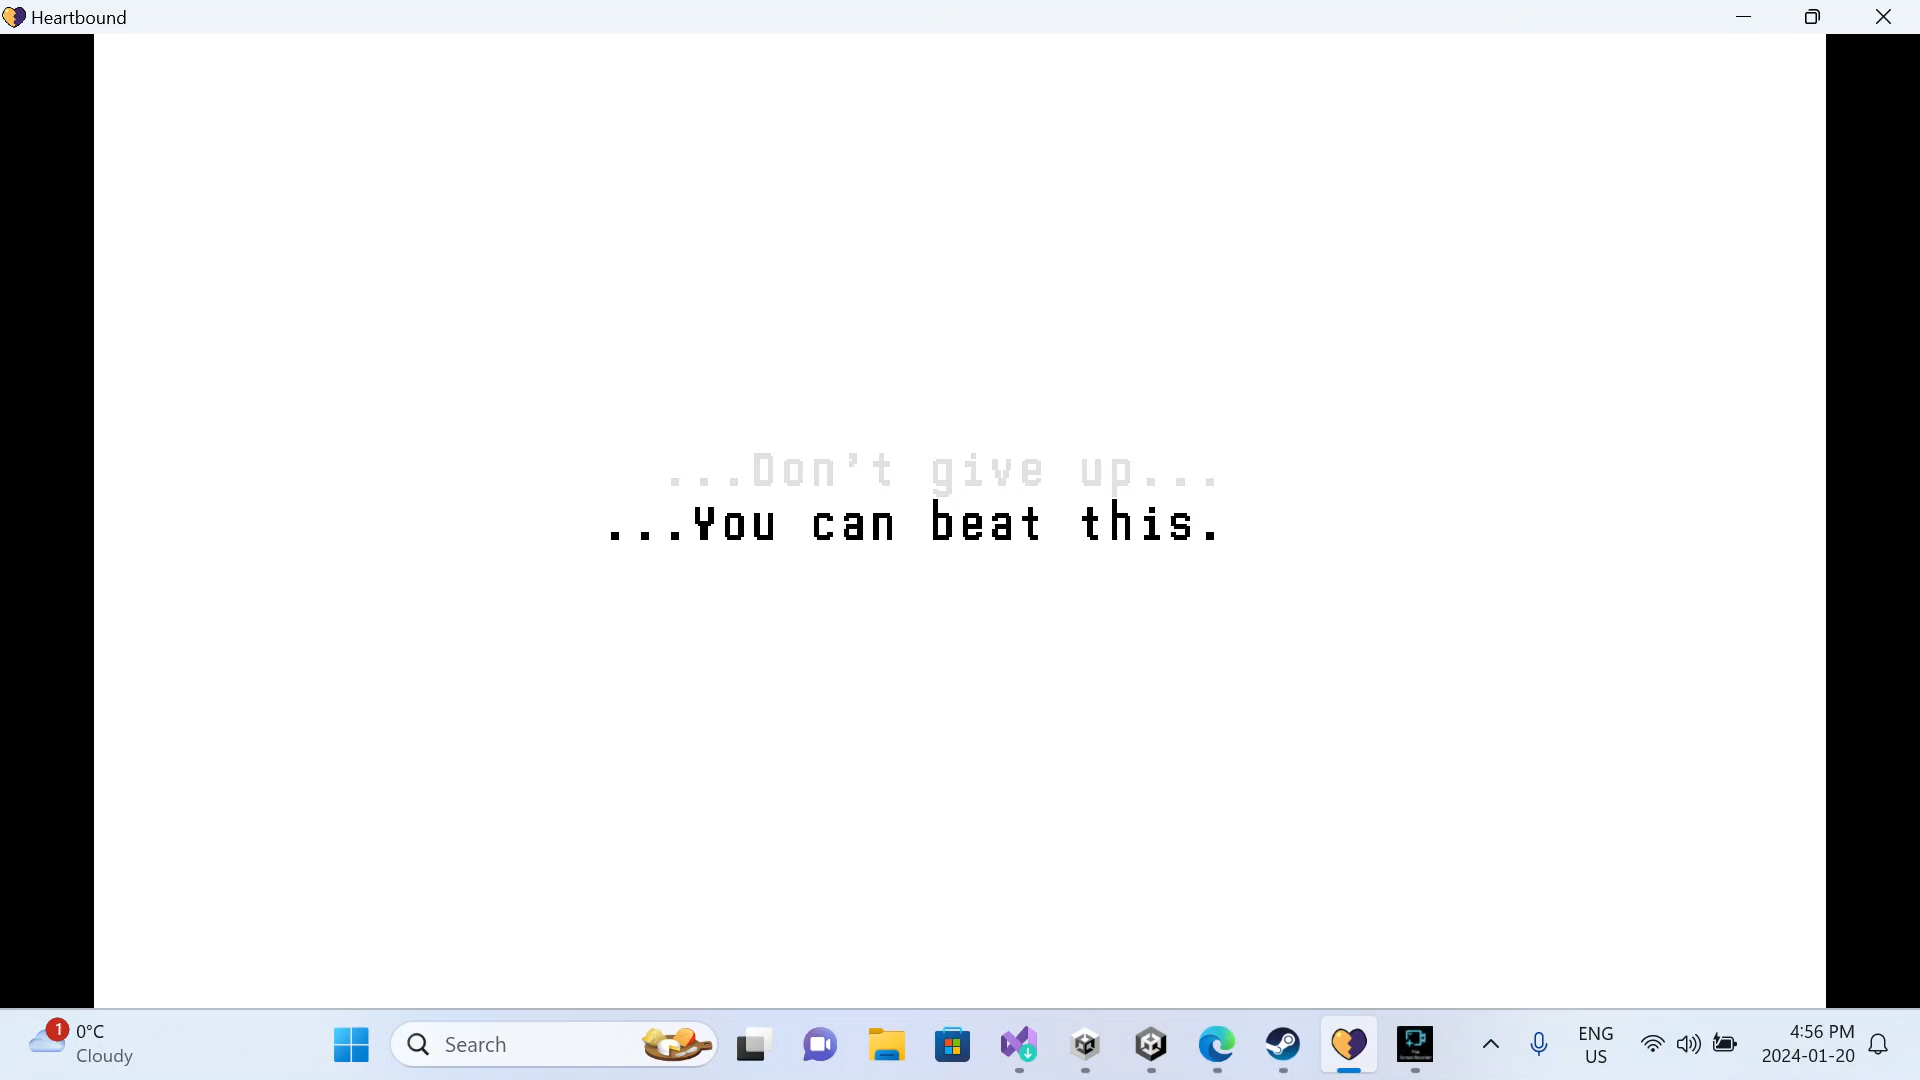 Heartbound
...Don't give up...
...You can beat this.
1
0°C
Cloudy
Search
ENG
US
4:56 PM
2024-01-20